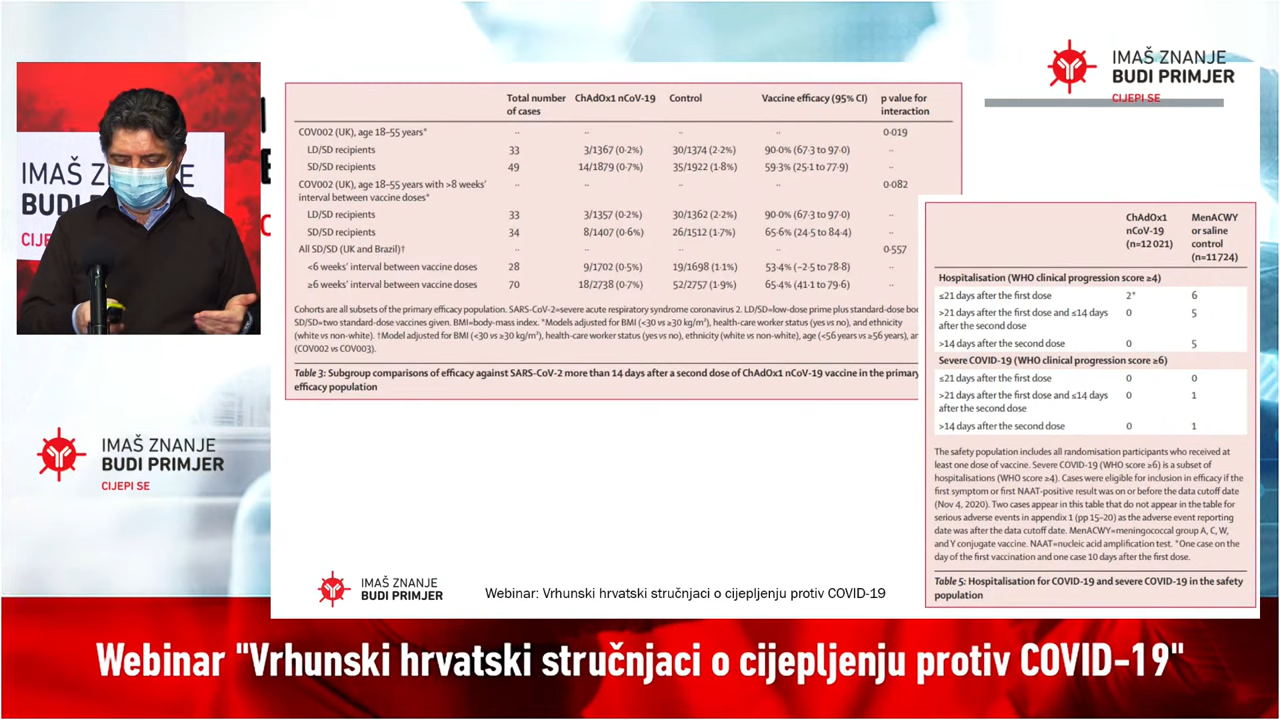 IMAŠ ZNANJE
BUDI PRIMJER
CIJEPI SE
IMAŠ
BUDI
CIJE
Total number of cases ChAdOx1 nCoV-19 Control Vaccine efficacy (95% CI) p value for interaction
COV002 (UK), age 18–55 years* ·· ·· ·· ·· 0·019
LD/SD recipients 33 3/1367 (0·2%) 30/1374 (2·2%) 90·0% (67·3 to 97·0) ··
SD/SD recipients 49 14/1879 (0·7%) 35/1922 (1·8%) 59·3% (25·1 to 77·9) ··
COV002 (UK), age 18–55 years with >8 weeks’ ·· ·· ·· ·· 0·082
interval between vaccine doses*
LD/SD recipients 33 3/1357 (0·2%) 30/1362 (2·2%) 90·0% (67·3 to 97·0) ··
SD/SD recipients 34 8/1407 (0·6%) 26/1512 (1·7%) 65·6% (24·5 to 84·4) ··
All SD/SD (UK and Brazil)† ·· ·· ·· ·· 0·557
<6 weeks’ interval between vaccine doses 28 9/1702 (0·5%) 19/1698 (1·1%) 53·4% (–2·5 to 78·8) ··
≥6 weeks’ interval between vaccine doses 70 18/2738 (0·7%) 52/2757 (1·9%) 65·4% (41·1 to 79·6) ··
Cohorts are all subsets of the primary efficacy population. SARS-CoV-2=severe acute respiratory syndrome coronavirus 2. LD/SD=low-dose prime plus standard-dose boo
SD/SD=two standard-dose vaccines given. BMI=body-mass index. *Models adjusted for BMI (<30 vs ≥30 kg/m²), health-care worker status (yes vs no), and ethnicity
(white vs non-white). †Model adjusted for BMI (<30 vs ≥30 kg/m²), health-care worker status (yes vs no), ethnicity (white vs non-white), age (<56 years vs ≥56 years), an
(COV002 vs COV003).
Table 3: Subgroup comparisons of efficacy against SARS-CoV-2 more than 14 days after a second dose of ChAdOx1 nCoV-19 vaccine in the primary
efficacy population
ChAdOx1 nCoV-19 (n=12 021) MenACWY or saline control (n=11 724)
Hospitalisation (WHO clinical progression score ≥4)
≤21 days after the first dose 2* 6
>21 days after the first dose and ≤14 days 0 5
after the second dose
>14 days after the second dose 0 5
Severe COVID-19 (WHO clinical progression score ≥6)
≤21 days after the first dose 0 0
>21 days after the first dose and ≤14 days 0 1
after the second dose
>14 days after the second dose 0 1
The safety population includes all randomisation participants who received at
least one dose of vaccine. Severe COVID-19 (WHO score ≥6) is a subset of
hospitalisations (WHO score ≥4). Cases were eligible for inclusion in efficacy if the
first symptom or first NAAT-positive result was on or before the data cutoff date
(Nov 4, 2020). Two cases appear in this table that do not appear in the table for
serious adverse events in appendix 1 (pp 15–20) as the adverse event reporting
date was after the data cutoff date. MenACWY=meningococcal group A, C, W,
and Y conjugate vaccine. NAAT=nucleic acid amplification test. *One case on the
day of the first vaccination and one case 10 days after the first dose.
Table 5: Hospitalisation for COVID-19 and severe COVID-19 in the safety
population
IMAŠ ZNANJE
BUDI PRIMJER
CIJEPI SE
IMAŠ ZNANJE
BUDI PRIMJER
Webinar: Vrhunski hrvatski stručnjaci o cijepljenju protiv COVID-19
Webinar "Vrhunski hrvatski stručnjaci o cijepljenju protiv COVID-19"